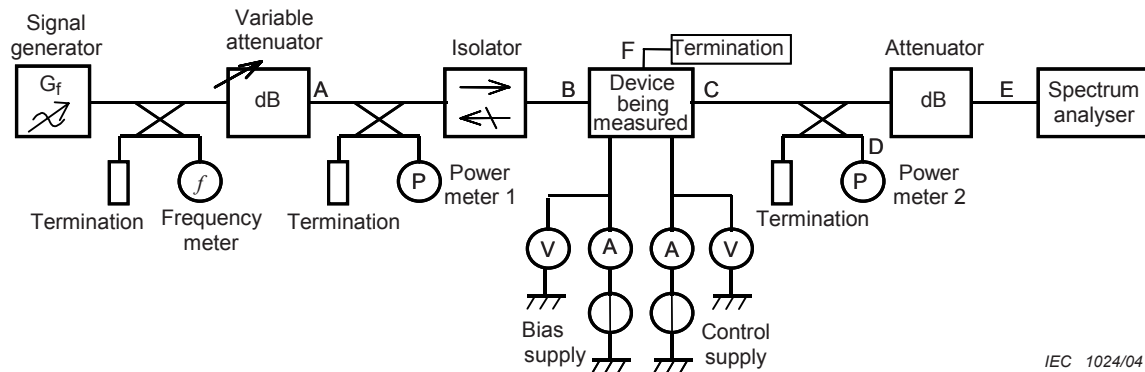 Signal
generator
Variable
attenuator
Isolator
F
Termination
Attenuator
Gf
dB
A
B
Device
being
measured
C
dB
E
Spectrum
analyser
f
P
Power
meter 1
D
P
Power
meter 2
Termination
Frequency
meter
Termination
Termination
V
A
A
V
Bias
supply
Control
supply
IEC 1024/04